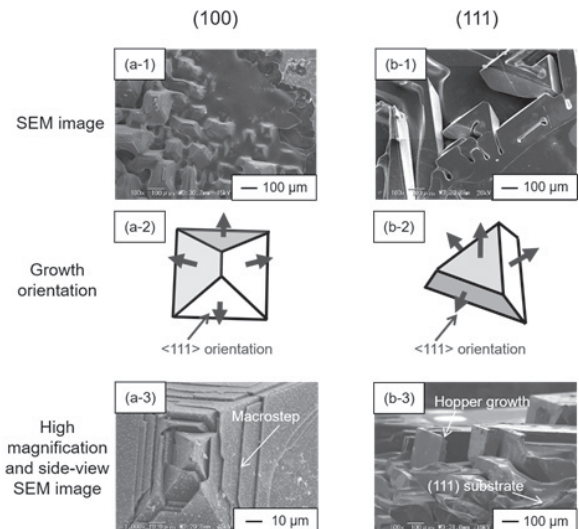 (100)
(111)
SEM image
(a-1)
100 μm
(b-1)
100 μm
Growth orientation
(a-2)
<111> orientation
(b-2)
<111> orientation
High
magnification
and side-view
SEM image
(a-3)
Macrostep
10 μm
(b-3)
Hopper growth
(111) substrate
100 μm